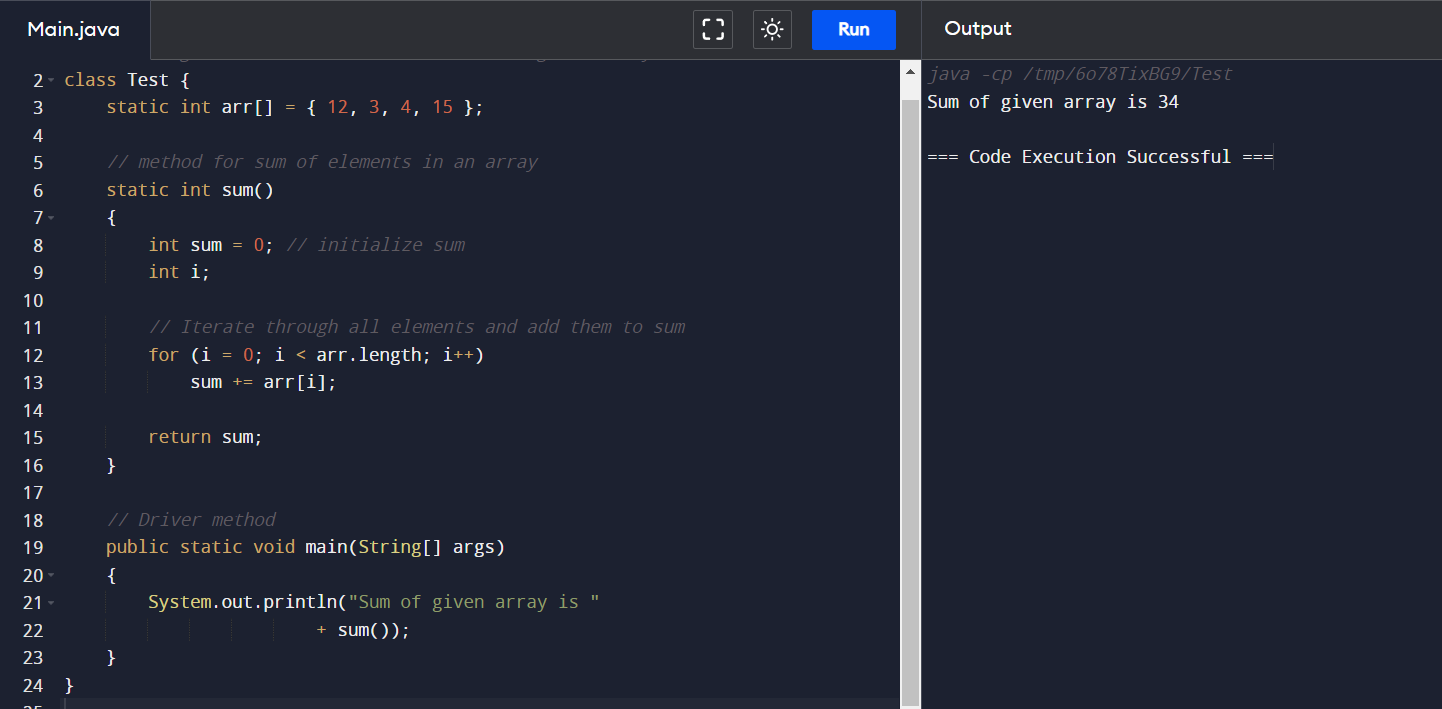 Main.java
Run
Output
2 class Test {
3     static int arr[] = { 12, 3, 4, 15 };
4
5     // method for sum of elements in an array
6     static int sum()
7     {
8         int sum = 0; // initialize sum
9         int i;
10
11         // Iterate through all elements and add them to sum
12         for (i = 0; i < arr.length; i++)
13             sum += arr[i];
14
15         return sum;
16     }
17
18     // Driver method
19     public static void main(String[] args)
20     {
21         System.out.println("Sum of given array is "
22                         + sum());
23     }
24 }
java -cp /tmp/6o78TixBG9/Test
Sum of given array is 34
=== Code Execution Successful ===